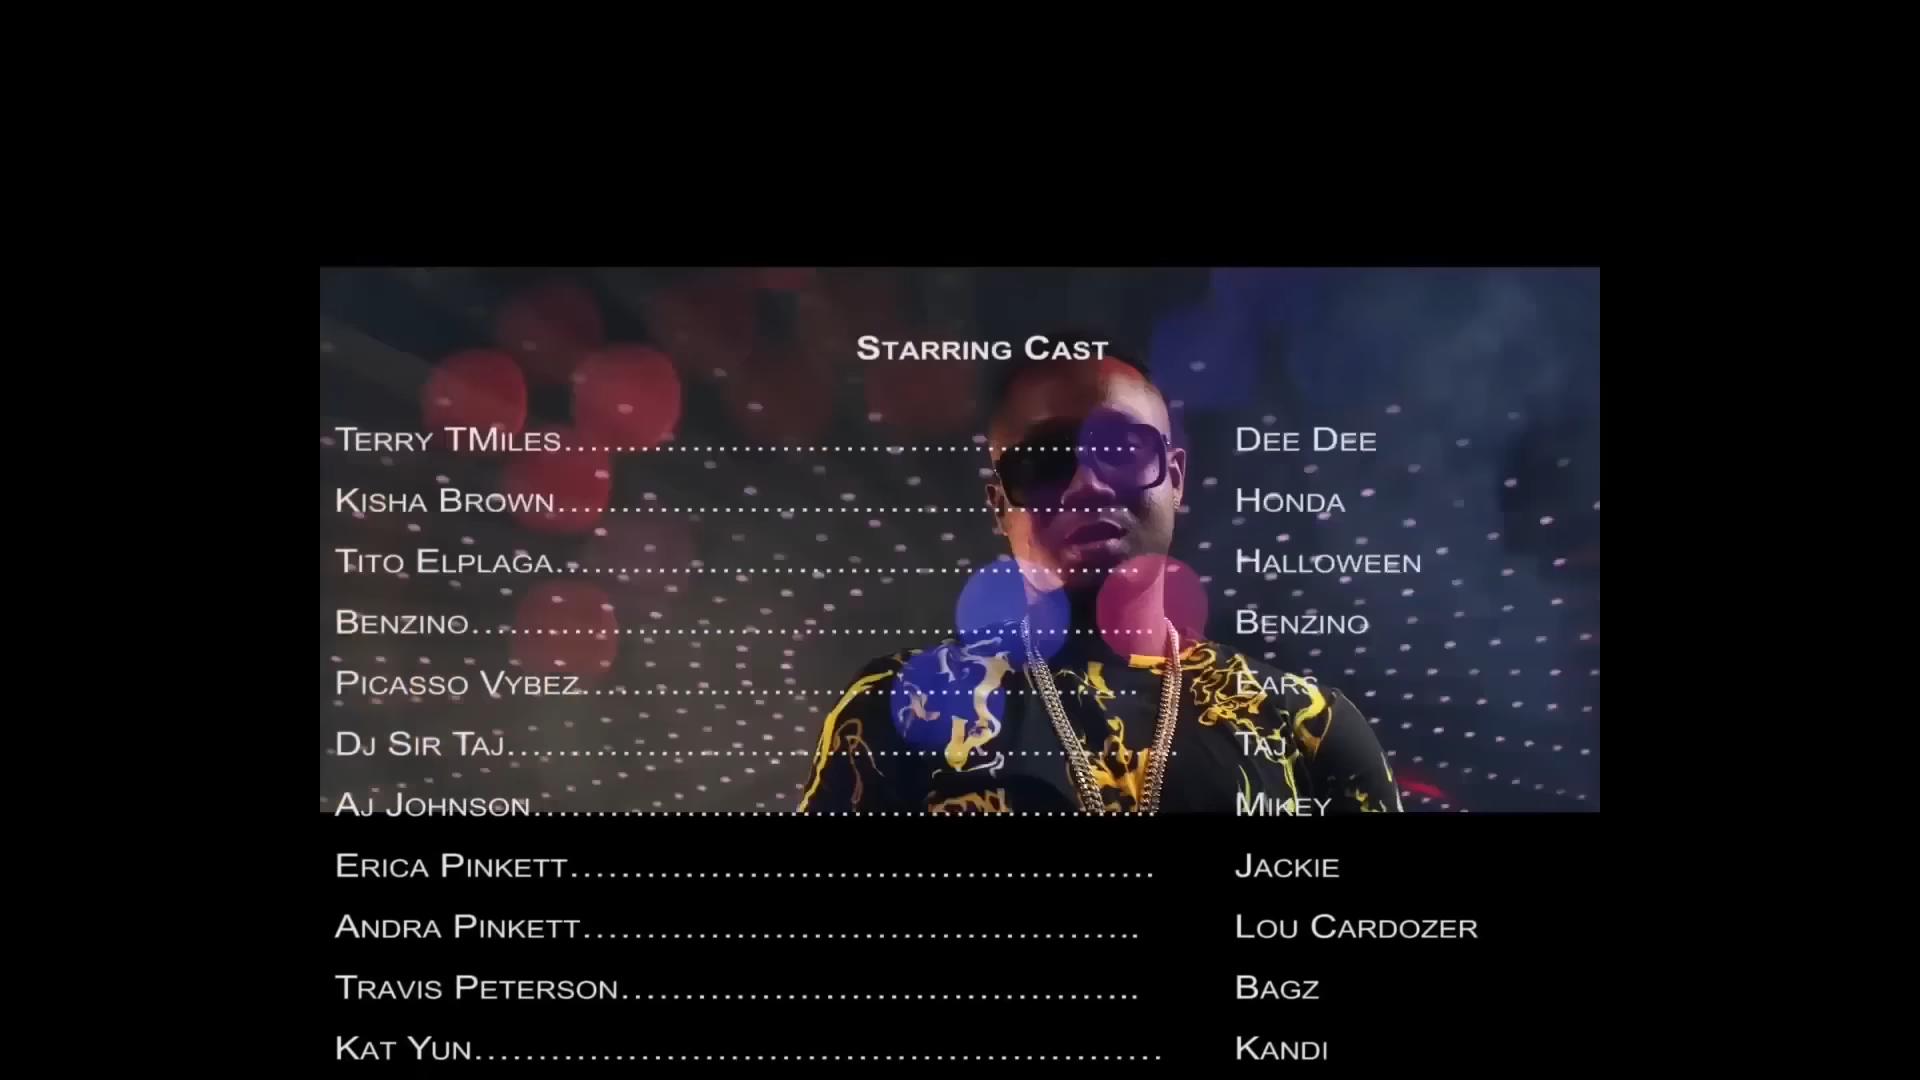 Starring Cast
Terry TMiles................................................ Dee Dee
Kisha Brown................................................ Honda
Tito Elplaga................................................ Halloween
Benzino................................................ Benzino
Picasso Vybez................................................ Ears
Dj Sir Taj................................................ Taj
Aj Johnson................................................ Mikey
Erica Pinkett................................................ Jackie
Andra Pinkett................................................ Lou Cardozer
Travis Peterson................................................ Bagz
Kat Yun................................................ Kandi